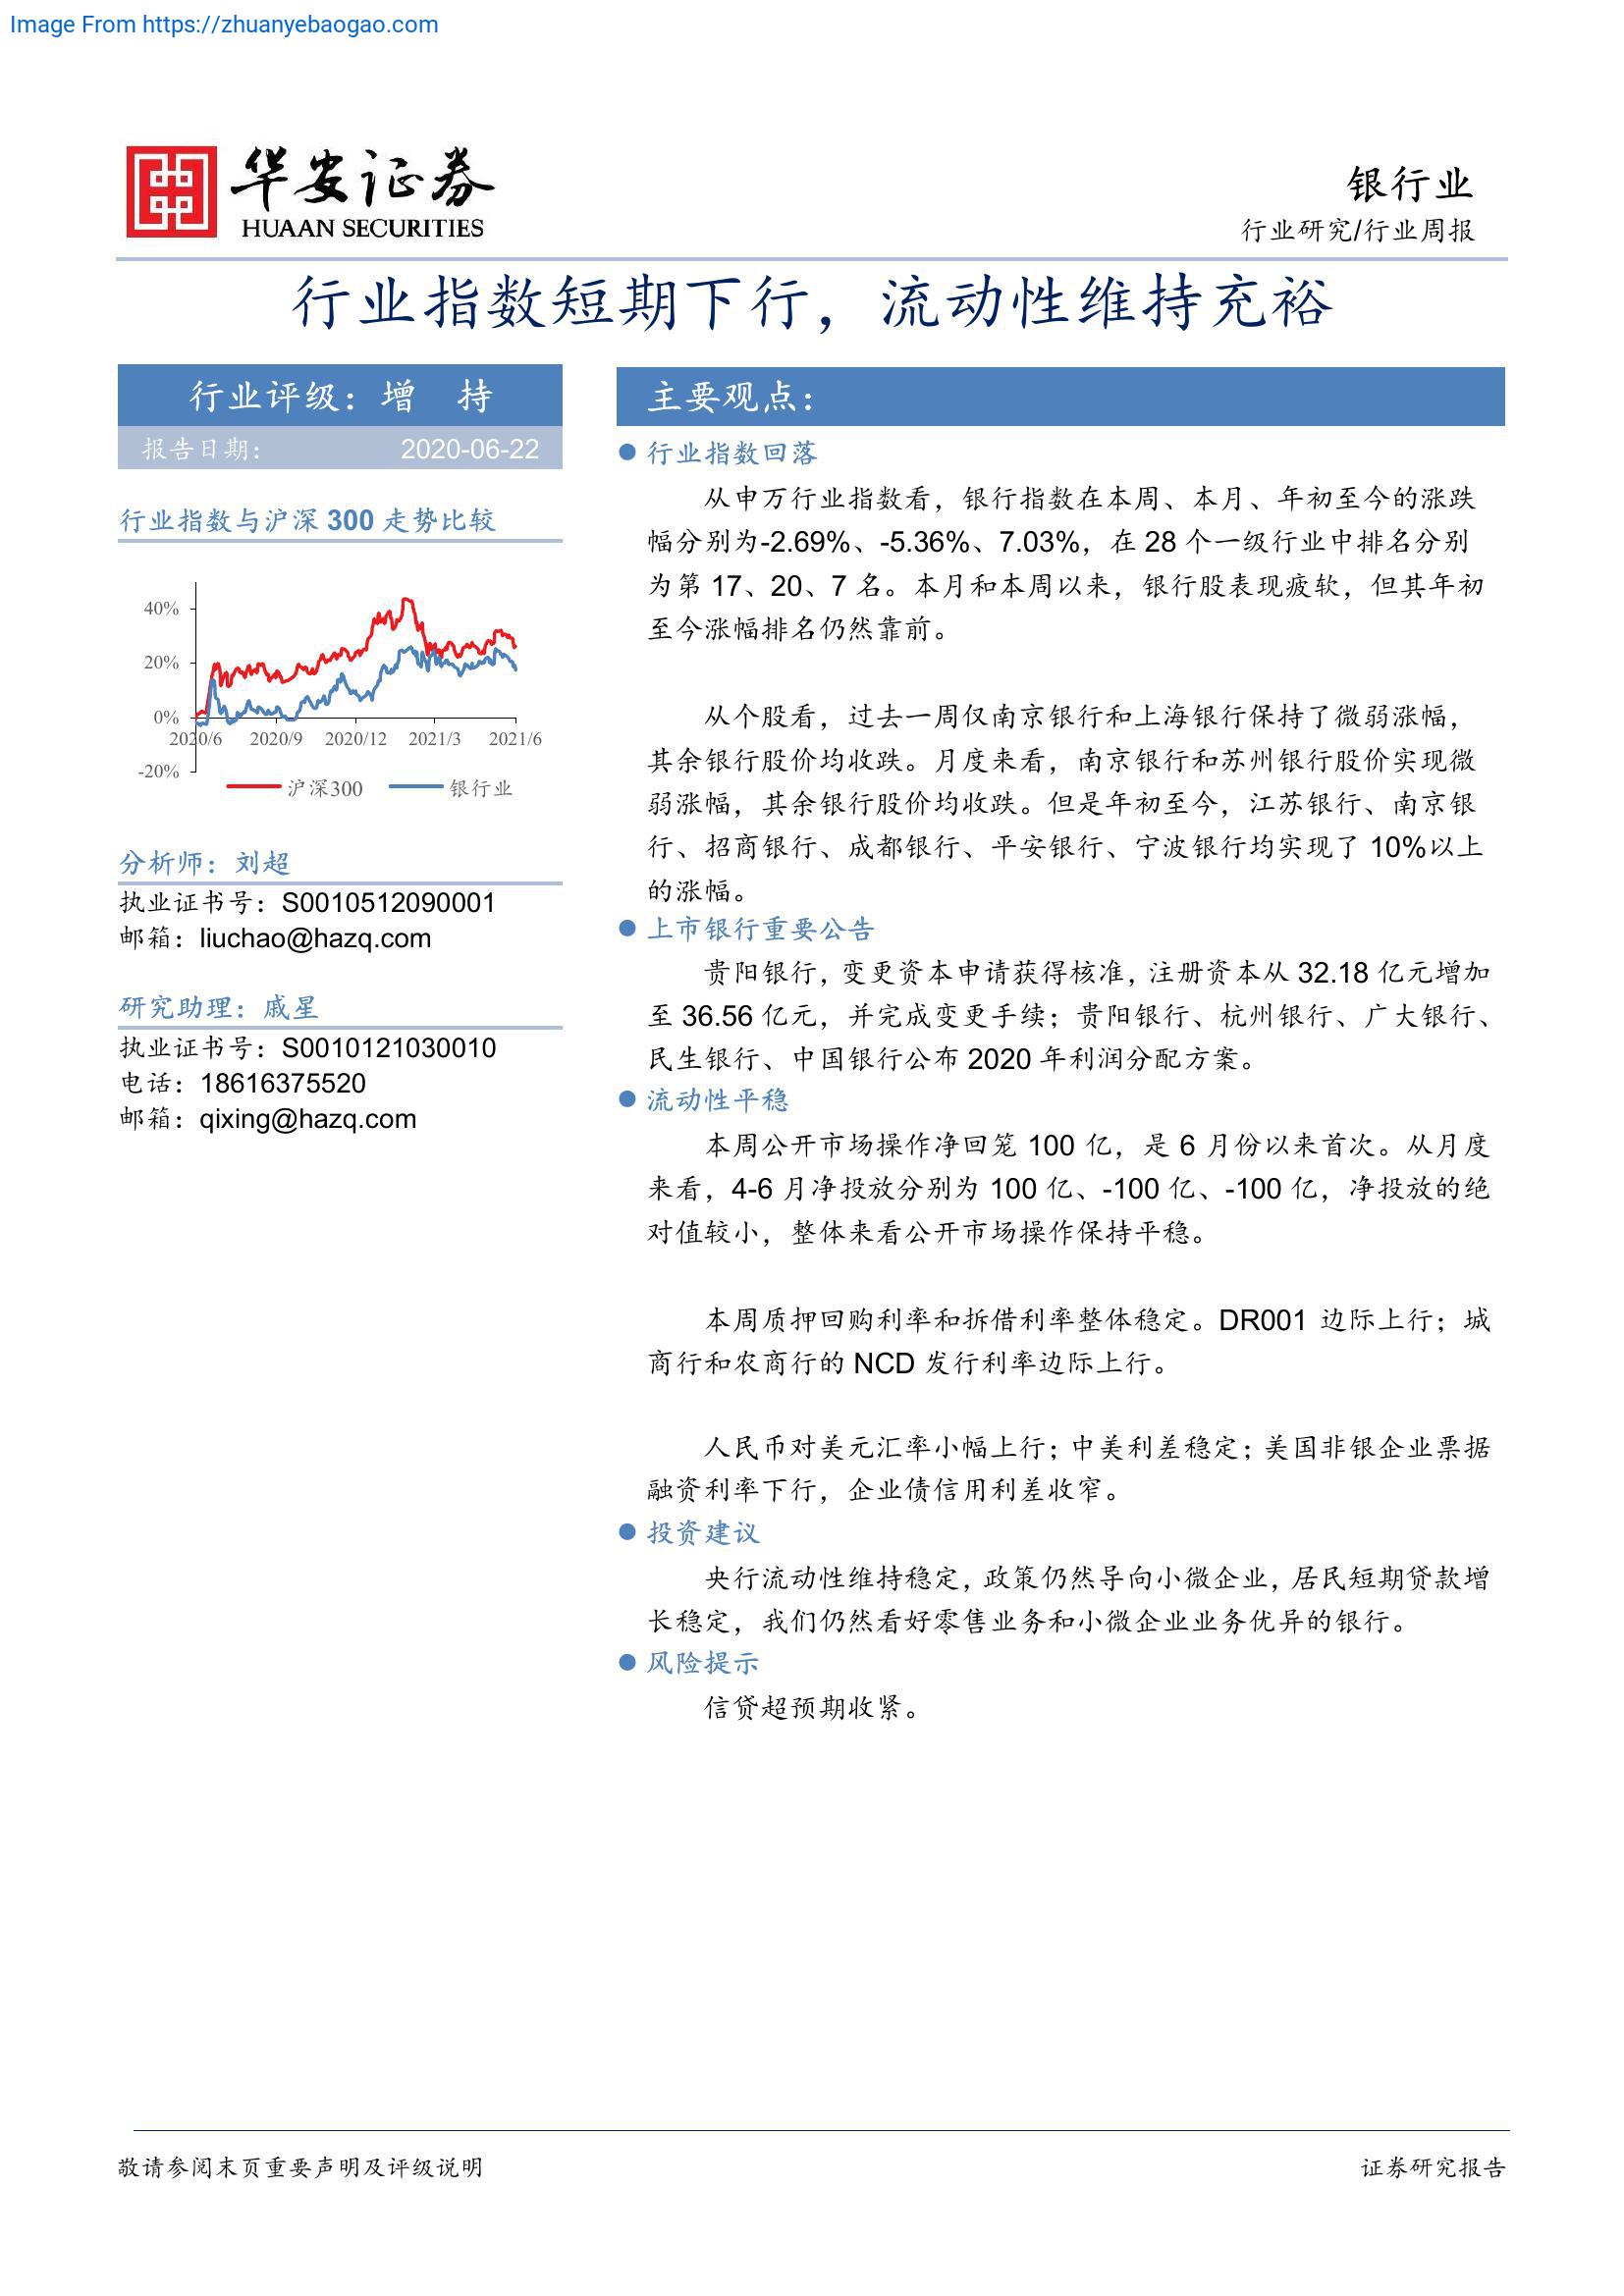 Image From https://zhuanyebaogao.com
华安证券
HUAAN SECURITIES
银行业
行业研究/行业周报
行业指数短期下行，流动性维持充裕
行业评级：增 持
报告日期： 2020-06-22
行业指数与沪深 300 走势比较
40%
20%
0%
-20%
2020/6 2020/9 2020/12 2021/3 2021/6
沪深300 银行业
分析师：刘超
执业证书号：S0010512090001
邮箱：liuchao@hazq.com
研究助理：戚星
执业证书号：S0010121030010
电话：18616375520
邮箱：qixing@hazq.com
主要观点：
● 行业指数回落
从申万行业指数看，银行指数在本周、本月、年初至今的涨跌
幅分别为-2.69%、-5.36%、7.03%，在 28 个一级行业中排名分别
为第 17、20、7 名。本月和本周以来，银行股表现疲软，但其年初
至今涨幅排名仍然靠前。
从个股看，过去一周仅南京银行和上海银行保持了微弱涨幅，
其余银行股价均收跌。月度来看，南京银行和苏州银行股价实现微
弱涨幅，其余银行股价均收跌。但是年初至今，江苏银行、南京银
行、招商银行、成都银行、平安银行、宁波银行均实现了 10%以上
的涨幅。
● 上市银行重要公告
贵阳银行，变更资本申请获得核准，注册资本从 32.18 亿元增加
至 36.56 亿元，并完成变更手续；贵阳银行、杭州银行、广大银行、
民生银行、中国银行公布 2020 年利润分配方案。
● 流动性平稳
本周公开市场操作净回笼 100 亿，是 6 月份以来首次。从月度
来看，4-6 月净投放分别为 100 亿、-100 亿、-100 亿，净投放的绝
对值较小，整体来看公开市场操作保持平稳。
本周质押回购利率和拆借利率整体稳定。DR001 边际上行；城
商行和农商行的 NCD 发行利率边际上行。
人民币对美元汇率小幅上行；中美利差稳定；美国非银企业票据
融资利率下行，企业债信用利差收窄。
● 投资建议
央行流动性维持稳定，政策仍然导向小微企业，居民短期贷款增
长稳定，我们仍然看好零售业务和小微企业业务优异的银行。
● 风险提示
信贷超预期收紧。
敬请参阅末页重要声明及评级说明
证券研究报告